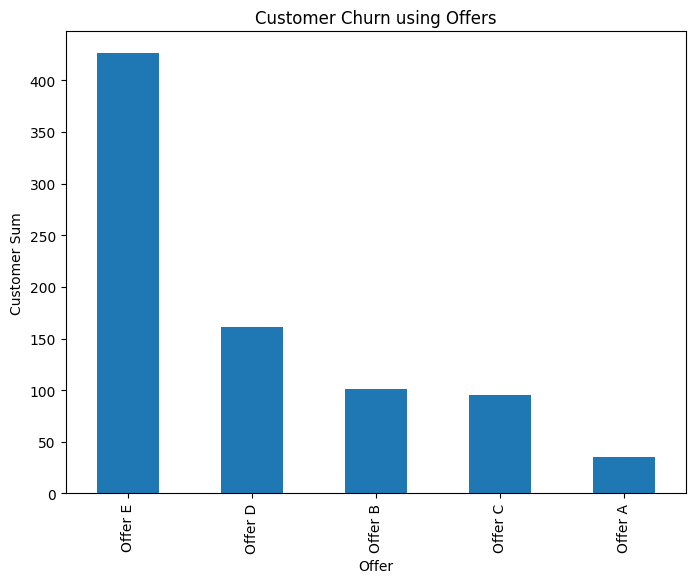 Customer Churn using Offers
Customer Sum
400
350
300
250
200
150
100
50
0
Offer E
Offer D
Offer B
Offer C
Offer A
Offer